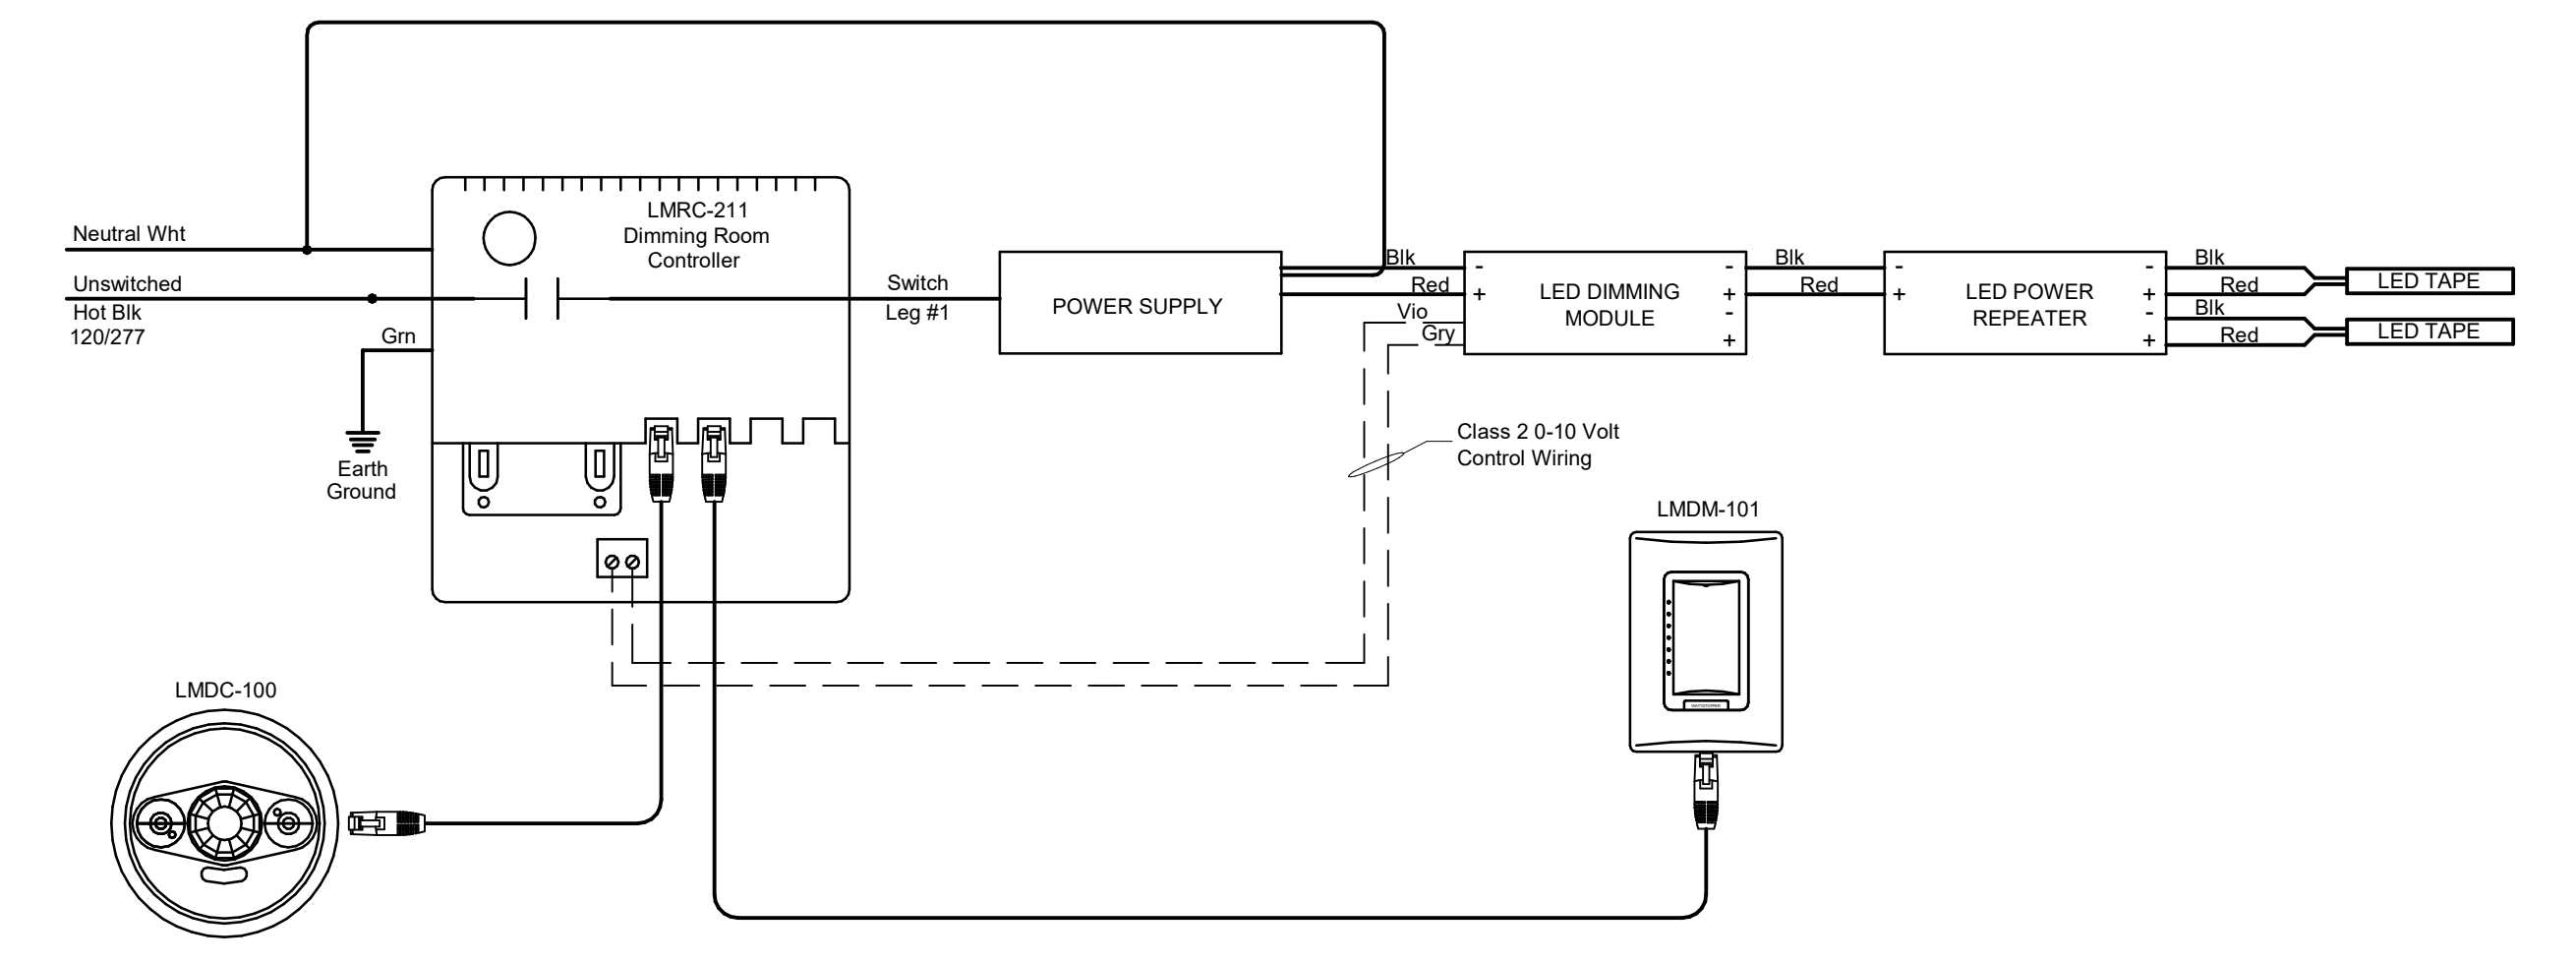 LMRC-211
Dimming Room
Controller
Neutral Wht
Unswitched
Hot Blk
120/277
Grn
Earth
Ground
Switch
Leg #1
POWER SUPPLY
Blk
Red
Vio
Gry
-
+
LED DIMMING
MODULE
-
+
-
+
Blk
Red
-
+
LED POWER
REPEATER
-
+
-
+
Blk
Red
Blk
Red
LED TAPE
LED TAPE
Class 2 0-10 Volt
Control Wiring
LMDM-101
WATTSTOPPER
LMDC-100